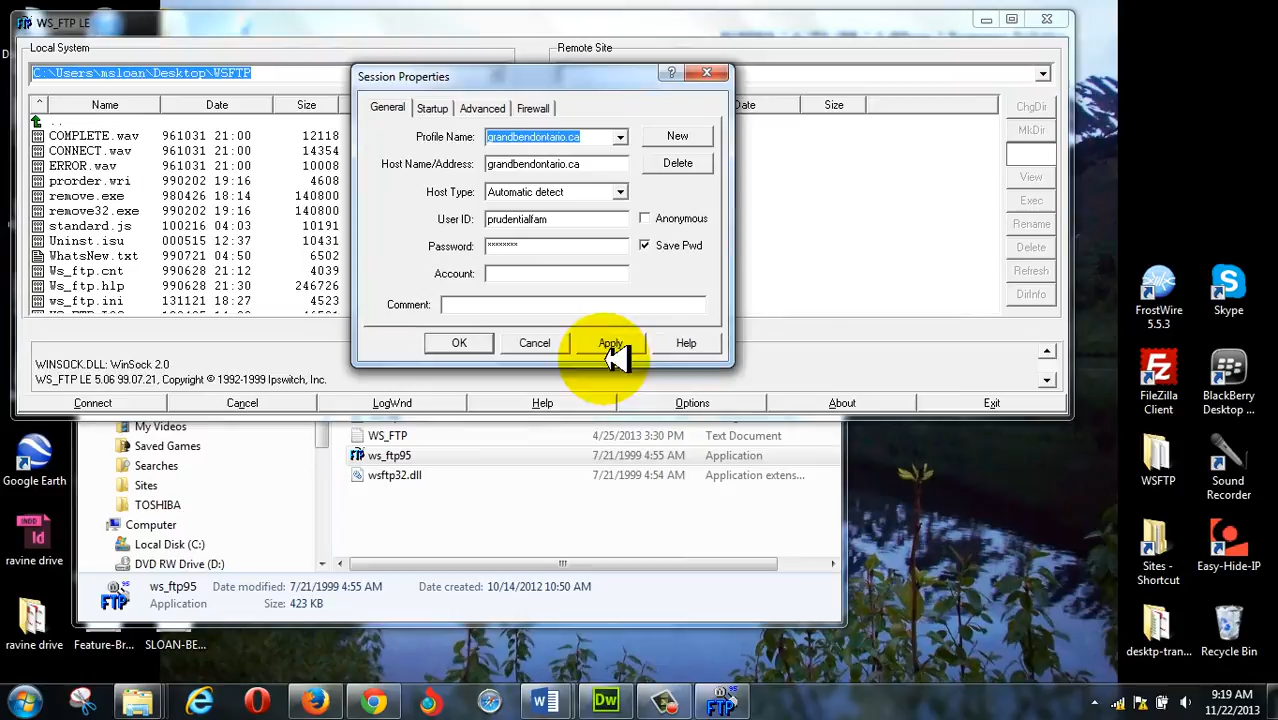 WS_FTP LE
Local System
Remote Site
C:\Users\msloan\Desktop\WSFTP
Session Properties
General Startup Advanced Firewall
Name Date Size
Date Size
ChgDir
MkDir
View
Exec
Rename
Delete
Refresh
DirInfo
..
COMPLETE.wav 961031 21:00 12118
CONNECT.wav 961031 21:00 14354
ERROR.wav 961031 21:00 10008
prorder.wri 990202 19:16 4608
remove.exe 980426 18:14 140800
remove32.exe 990202 19:16 140800
standard.js 100216 04:03 10191
Uninst.isu 000515 12:37 10431
WhatsNew.txt 990721 04:50 6502
Ws_ftp.cnt 990628 21:12 4039
Ws_ftp.hlp 990628 21:12 246726
ws_ftp.ini 131121 18:27 4523
Profile Name: grandbendontario.ca New
Host Name/Address: grandbendontario.ca Delete
Host Type: Automatic detect
User ID: prudentialfam Anonymous
Password: ******** Save Pwd
Account:
Comment:
OK Cancel Apply Help
WINSOCK.DLL: WinSock 2.0
WS_FTP LE 5.06 99.07.21, Copyright © 1992-1999 Ipswitch, Inc.
Connect Cancel LogWnd Help Options About Exit
My Videos
Saved Games
Searches
Sites
TOSHIBA
Computer
Local Disk (C:)
DVD RW Drive (D:)
WS_FTP 4/25/2013 3:30 PM Text Document
ws_ftp95 7/21/1999 4:55 AM Application
wsftp32.dll 7/21/1999 4:54 AM Application extens...
ws_ftp95 Date modified: 7/21/1999 4:55 AM Date created: 10/14/2012 10:50 AM
Application Size: 423 KB
FTP
Google Earth
Id
ravine drive
ravine drive
Feature-Br...
SLOAN-BE...
FrostWire
5.5.3
Skype
FileZilla
Client
BlackBerry
Desktop ...
WSFTP
Sound
Recorder
Sites -
Shortcut
Easy-Hide-IP
desktp-tran...
Recycle Bin
Dw
FTP 95
9:19 AM
11/22/2013